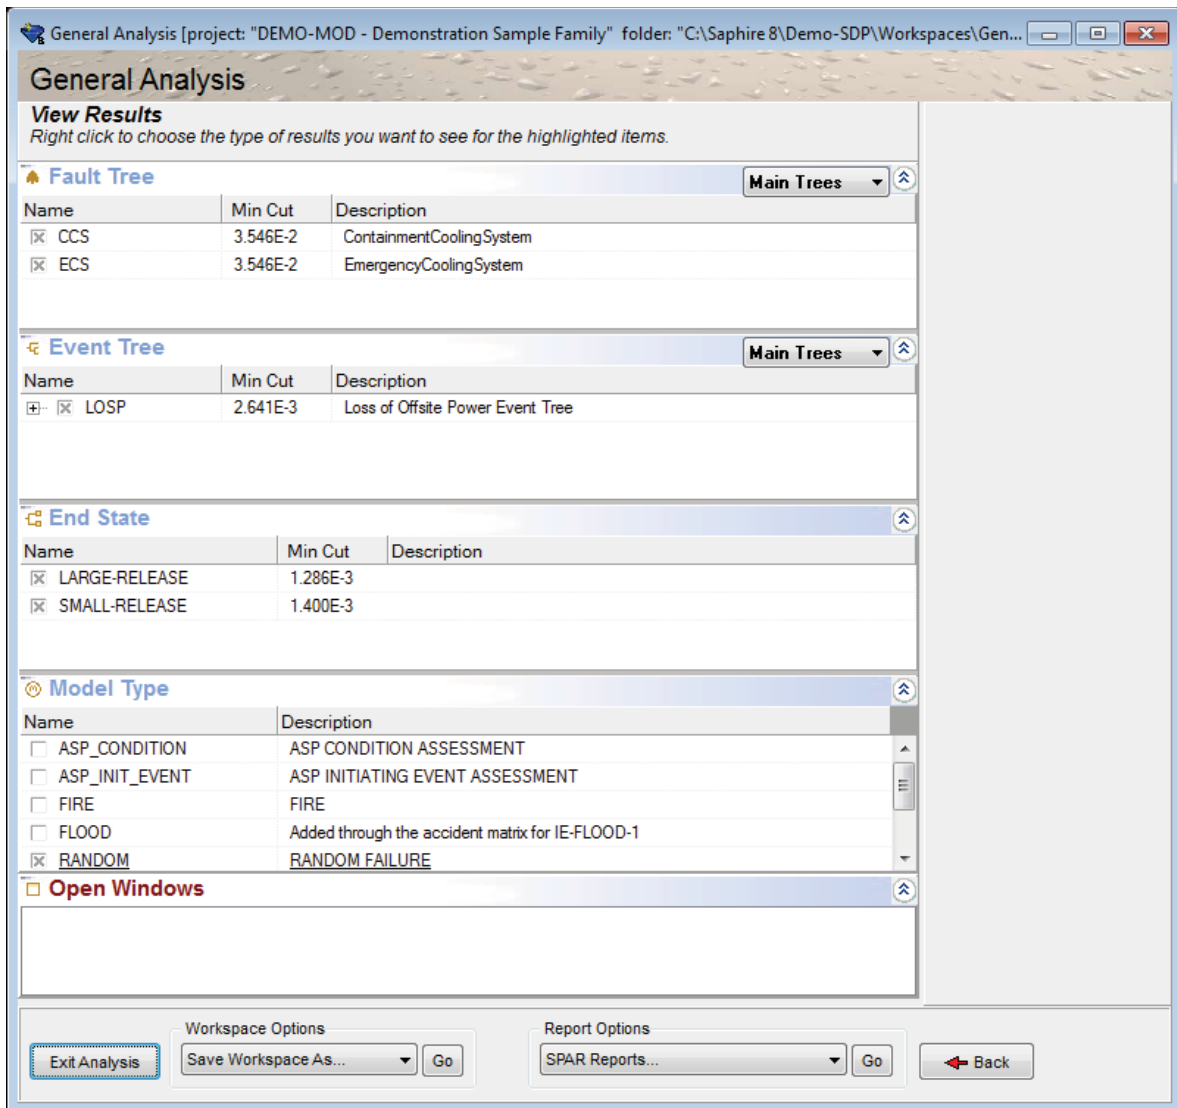 General Analysis [project: "DEMO-MOD - Demonstration Sample Family"  folder: "C:\Saphire 8\Demo-SDP\Workspaces\Gen...
General Analysis
View Results
Right click to choose the type of results you want to see for the highlighted items.
Fault Tree Main Trees
Name Min Cut Description
CCS 3.546E-2 ContainmentCoolingSystem
ECS 3.546E-2 EmergencyCoolingSystem
Event Tree Main Trees
Name Min Cut Description
LOSP 2.641E-3 Loss of Offsite Power Event Tree
End State
Name Min Cut Description
LARGE-RELEASE 1.286E-3
SMALL-RELEASE 1.400E-3
Model Type
Name Description
ASP_CONDITION ASP CONDITION ASSESSMENT
ASP_INIT_EVENT ASP INITIATING EVENT ASSESSMENT
FIRE FIRE
FLOOD Added through the accident matrix for IE-FLOOD-1
RANDOM RANDOM FAILURE
Open Windows
Workspace Options Report Options
Exit Analysis Save Workspace As... Go SPAR Reports... Go Back